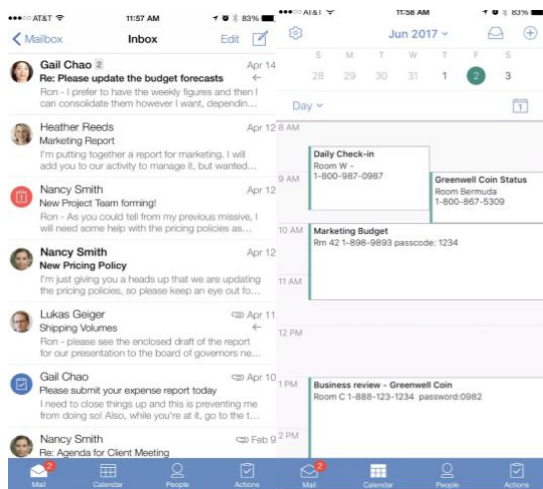 AT&T 11:57 AM 83%
Mailbox Inbox Edit
Gail Chao 2 Apr 14
Re: Please update the budget forecasts
Ron - I prefer to have the weekly figures and then I
can consolidate them however I want, dependin...
Heather Reeds Apr 12
Marketing Report
I'm putting together a report for marketing. I will
add you to our activity to manage it, but wanted...
Nancy Smith Apr 12
New Project Team forming!
Ron - As you could tell from my previous missive, I
will need some help with the pricing policies as...
Nancy Smith Apr 12
New Pricing Policy
I'm just giving you a heads up that we are updating
the pricing policies, so please keep an eye out fo...
Lukas Geiger Apr 11
Shipping Volumes
Ron - please see the enclosed draft of the report
for our presentation to the board of governors ne...
Gail Chao Apr 10
Please submit your expense report today
I need to close things up and this is preventing me
from doing so! Also, while you're at it, go to the t...
Nancy Smith Feb 9
Re: Agenda for Client Meeting
2
Mail Calendar People Actions
AT&T 11:58 AM 83%
Jun 2017
S M T W T F S
28 29 30 31 1 2 3
Day 1
8 AM
Daily Check-in
Room W -
1-800-987-0987
9 AM
Greenwell Coin Status
Room Bermuda
1-800-867-5309
10 AM
Marketing Budget
Rm 42 1-898-9893 passcode: 1234
11 AM
12 PM
1 PM
Business review - Greenwell Coin
Room C 1-888-123-1234 password:0982
2 PM
2
Mail Calendar People Actions